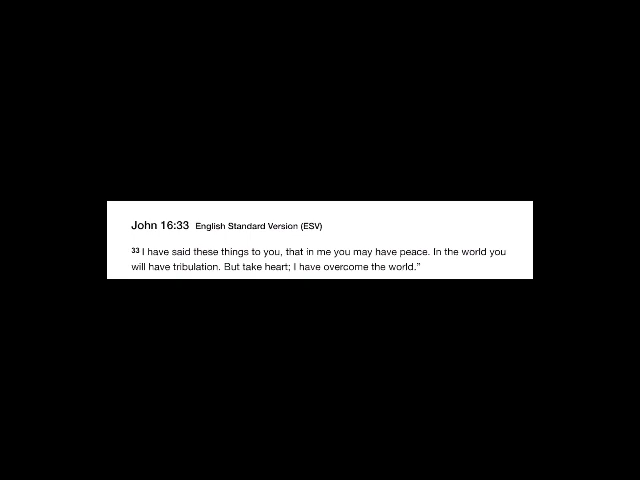 John 16:33 English Standard Version (ESV)
33 I have said these things to you, that in me you may have peace. In the world you
will have tribulation. But take heart; I have overcome the world.”